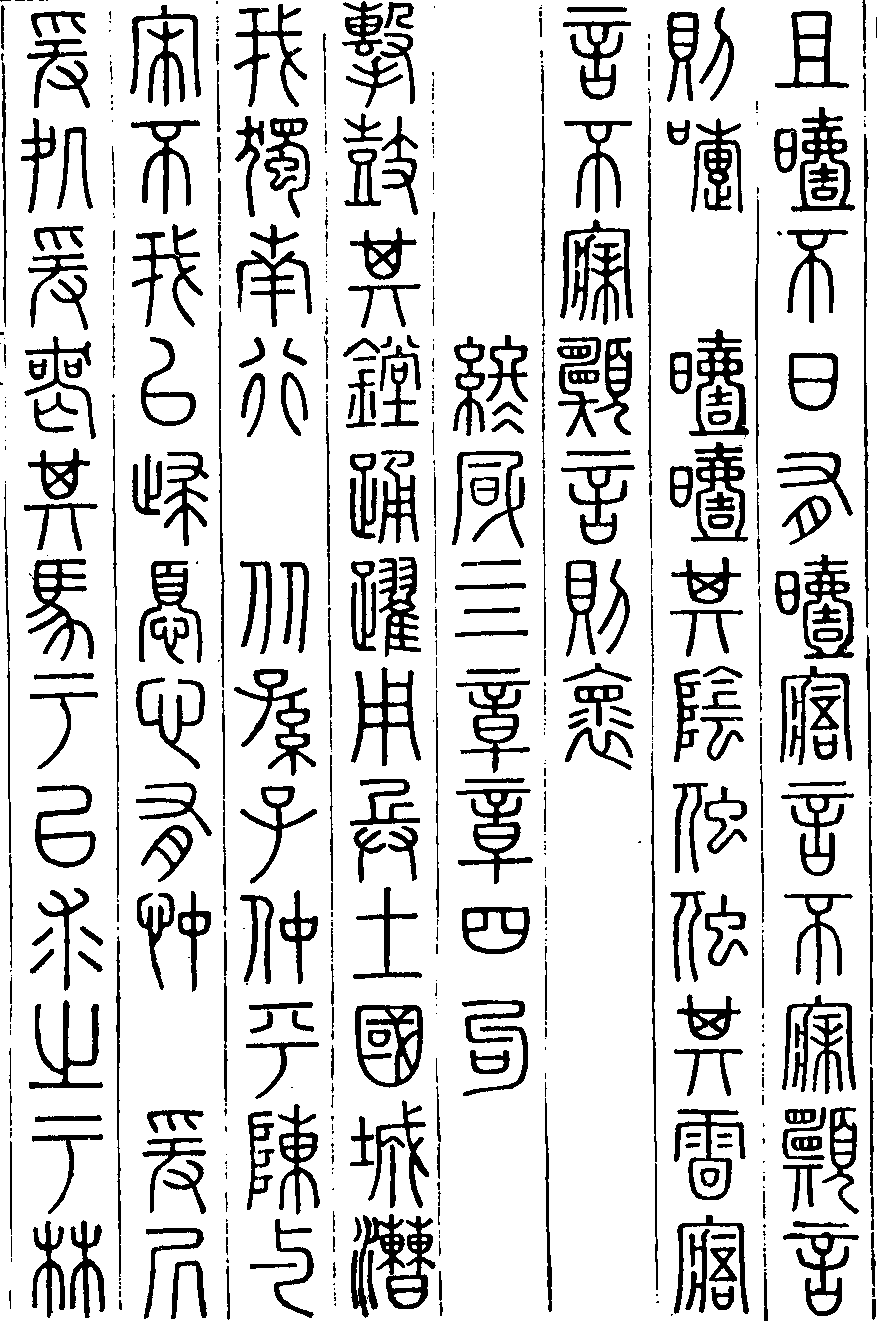 且曀不日有曀寤言不寐願言
則嚏 曀曀其陰虺虺其雷寤
言不寐願言則懷
終風三章章四句
擊鼓其鏜踊躍用兵土國城漕
我獨南行 从孫子仲平陳與
宋不我以歸憂心有忡 爰居
爰處爰喪其馬于以求之于林